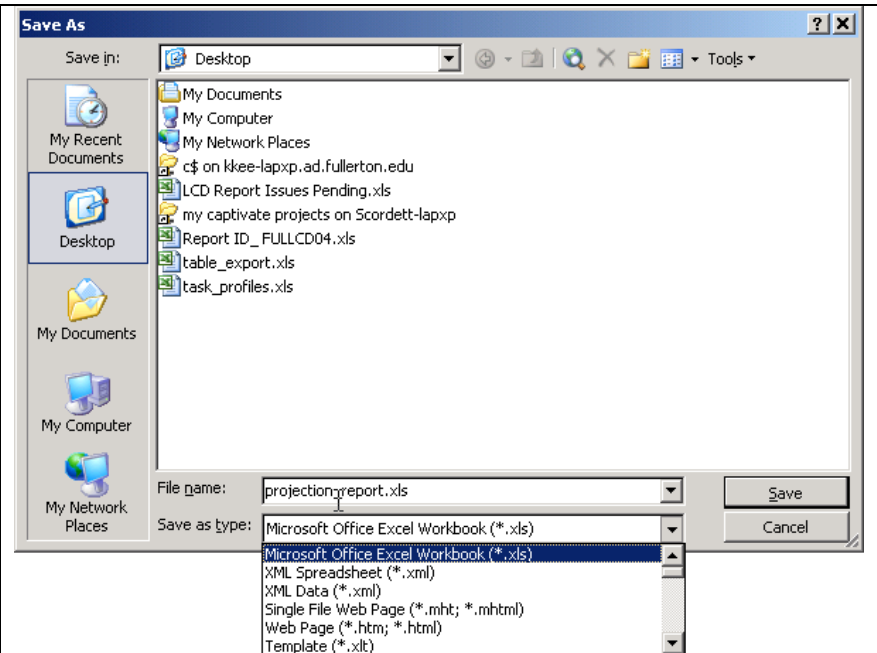 Save As
Save in:
Desktop
Tools
My Recent
Documents
Desktop
My Documents
My Computer
My Network
Places
My Documents
My Computer
My Network Places
c$ on kkee-lapxp.ad.fullerton.edu
LCD Report Issues Pending.xls
my captivate projects on Scordett-lapxp
Report ID_ FULLCD04.xls
table_export.xls
task_profiles.xls
File name:
projection-report.xls
Save
Save as type:
Microsoft Office Excel Workbook (*.xls)
Cancel
Microsoft Office Excel Workbook (*.xls)
XML Spreadsheet (*.xml)
XML Data (*.xml)
Single File Web Page (*.mht; *.mhtml)
Web Page (*.htm; *.html)
Template (*.xlt)